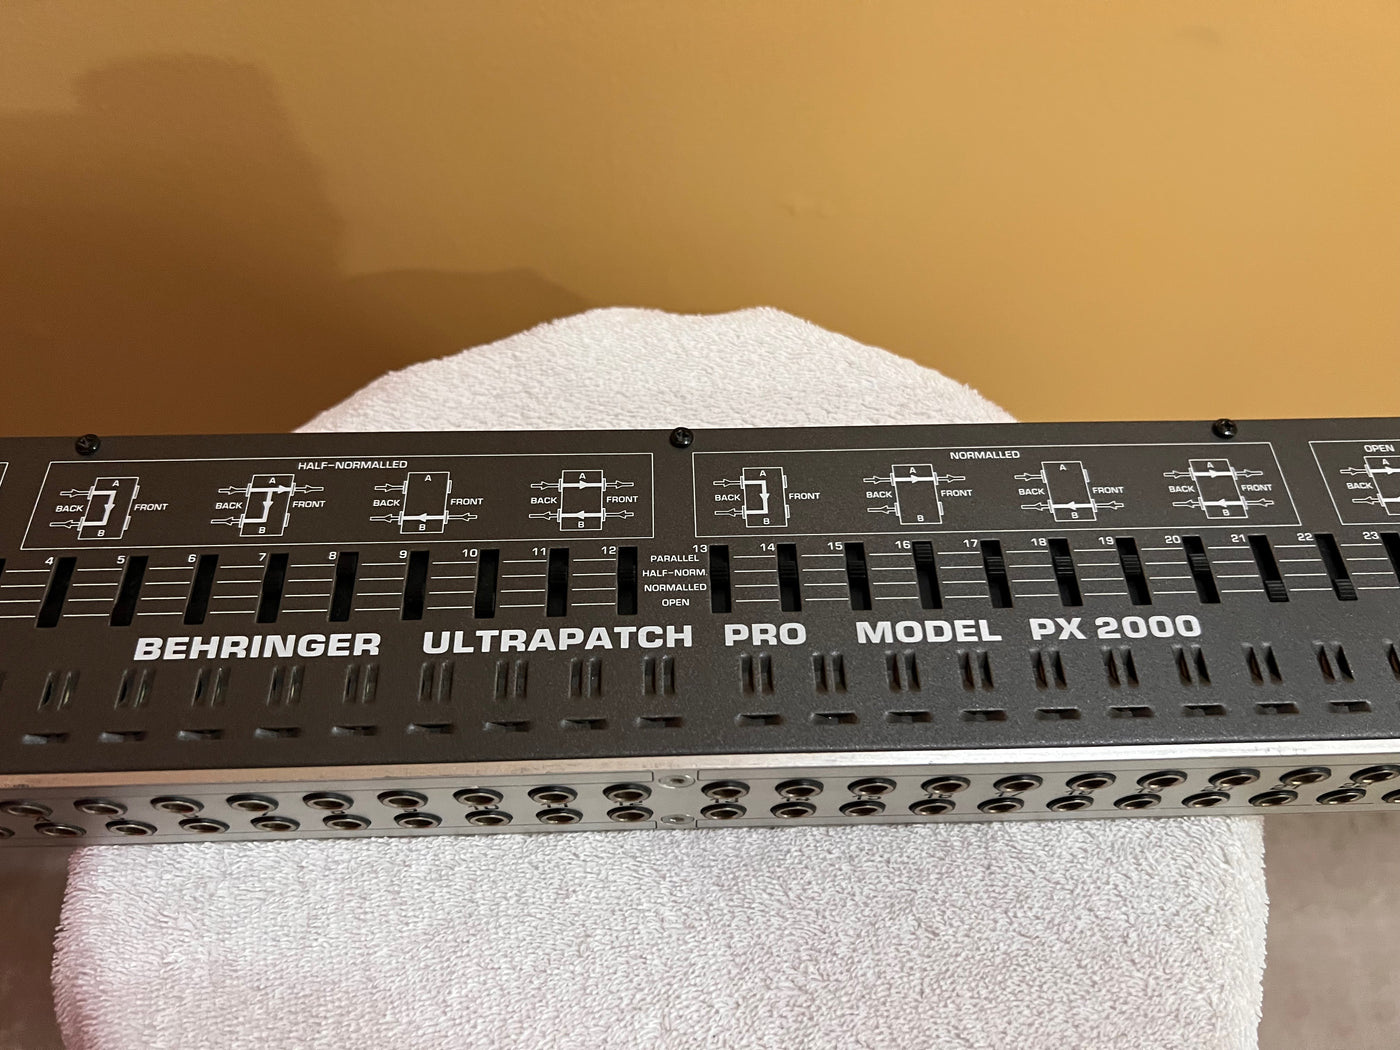 HALF-NORMALLED
NORMALLED
OPEN
A
BACK
FRONT
B
A
BACK
FRONT
B
A
BACK
FRONT
B
A
BACK
FRONT
B
A
BACK
FRONT
B
A
BACK
FRONT
B
A
BACK
FRONT
B
A
BACK
FRONT
B
A
BACK
B
4 5 6 7 8 9 10 11 12 13 14 15 16 17 18 19 20 21 22 23
PARALLEL
HALF-NORM.
NORMALLED
OPEN
BEHRINGER ULTRAPATCH PRO MODEL PX 2000